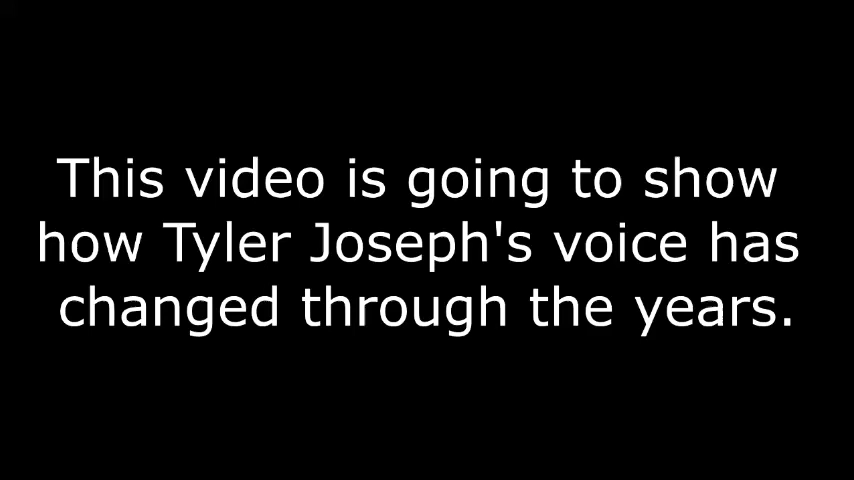 This video is going to show
how Tyler Joseph's voice has
changed through the years.